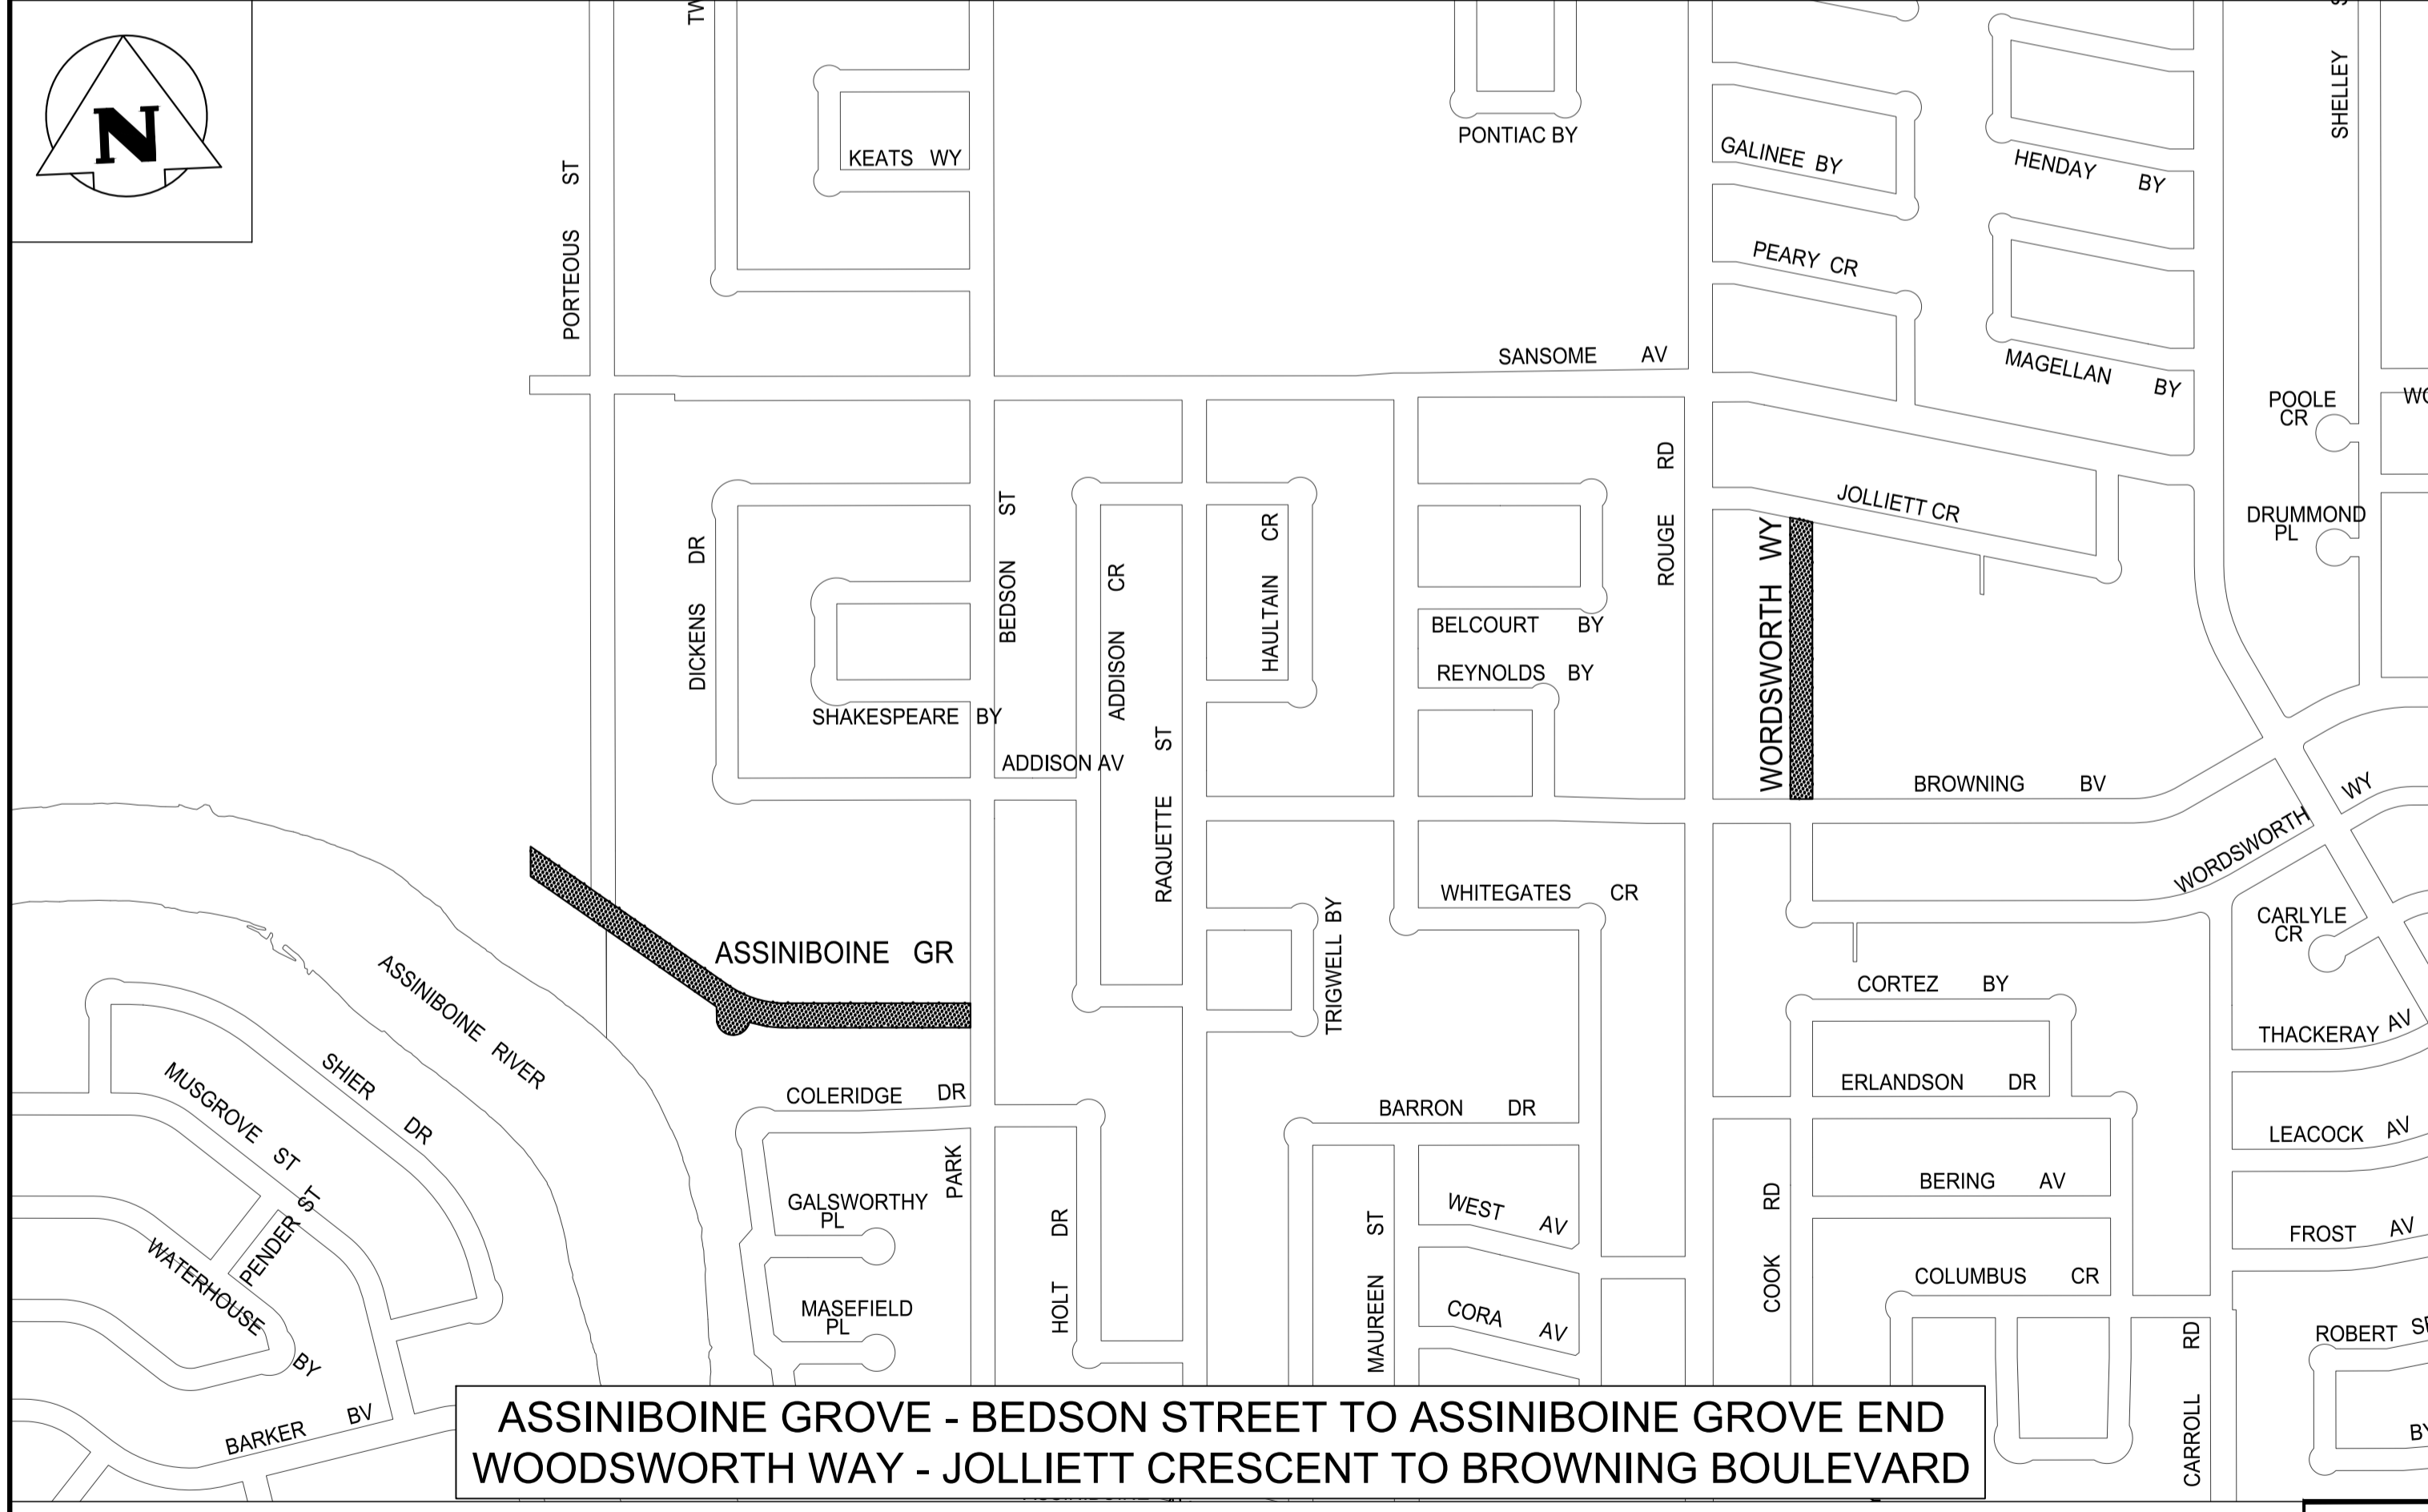 N
PORTEOUS ST
KEATS WY
PONTIAC BY
GALINEE BY
HENDAY BY
SHELLEY
PEARY CR
SANSOME AV
MAGELLAN BY
POOLE
CR
DRUMMOND
PL
JOLLIETT CR
ROUGE RD
WORDSWORTH WY
DICKENS DR
BEDSON ST
ADDISON CR
HAULTAIN CR
BELCOURT BY
REYNOLDS BY
SHAKESPEARE BY
ADDISON AV
RAQUETTE ST
BROWNING BV
WORDSWORTH WY
WHITEGATES CR
TRIGWELL BY
CARLYLE
CR
ASSINIBOINE GR
ASSINIBOINE RIVER
CORTEZ BY
THACKERAY AV
SHIER DR
MUSGROVE ST
COLERIDGE DR
BARRON DR
ERLANDSON DR
LEACOCK AV
PARK
PENDER ST
GALSWORTHY
PL
WEST AV
BERING AV
COOK RD
FROST AV
WATERHOUSE BY
HOLT DR
MAUREEN ST
COLUMBUS CR
MASEFIELD
PL
CORA AV
ROBERT
CARROLL RD
BARKER BV
BY
ASSINIBOINE GROVE - BEDSON STREET TO ASSINIBOINE GROVE END
WOODSWORTH WAY - JOLLIETT CRESCENT TO BROWNING BOULEVARD